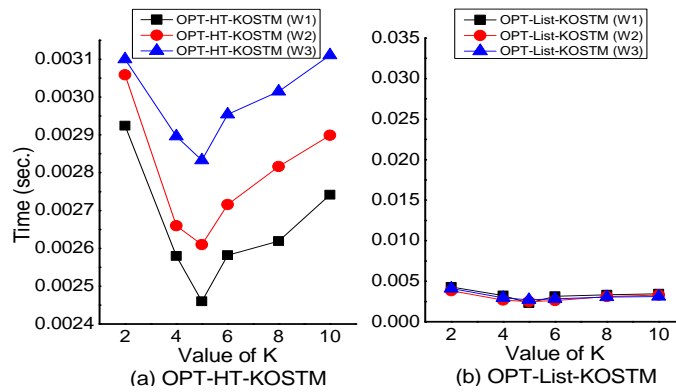 0.0032
0.0031
0.0030
0.0029
0.0028
0.0027
0.0026
0.0025
0.0024
Time (sec.)
OPT-HT-KOSTM (W1)
OPT-HT-KOSTM (W2)
OPT-HT-KOSTM (W3)
2 4 6 8 10
Value of K
(a) OPT-HT-KOSTM
0.035
0.030
0.025
0.020
0.015
0.010
0.005
0.000
OPT-List-KOSTM (W1)
OPT-List-KOSTM (W2)
OPT-List-KOSTM (W3)
2 4 6 8 10
Value of K
(b) OPT-List-KOSTM